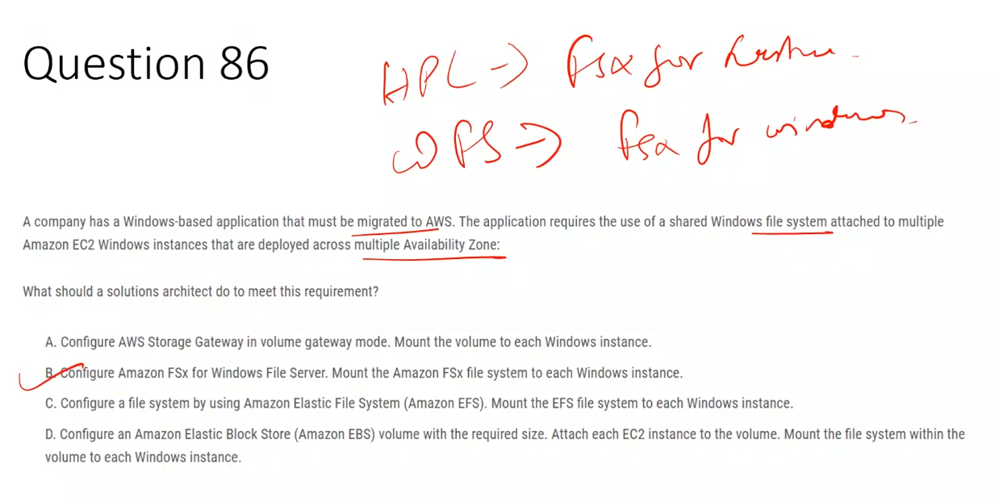 Question 86
HPL → fsx for Lustre
WFS → fsx for windows
A company has a Windows-based application that must be migrated to AWS. The application requires the use of a shared Windows file system attached to multiple
Amazon EC2 Windows instances that are deployed across multiple Availability Zone:
What should a solutions architect do to meet this requirement?
A. Configure AWS Storage Gateway in volume gateway mode. Mount the volume to each Windows instance.
B. Configure Amazon FSx for Windows File Server. Mount the Amazon FSx file system to each Windows instance.
C. Configure a file system by using Amazon Elastic File System (Amazon EFS). Mount the EFS file system to each Windows instance.
D. Configure an Amazon Elastic Block Store (Amazon EBS) volume with the required size. Attach each EC2 instance to the volume. Mount the file system within the
volume to each Windows instance.